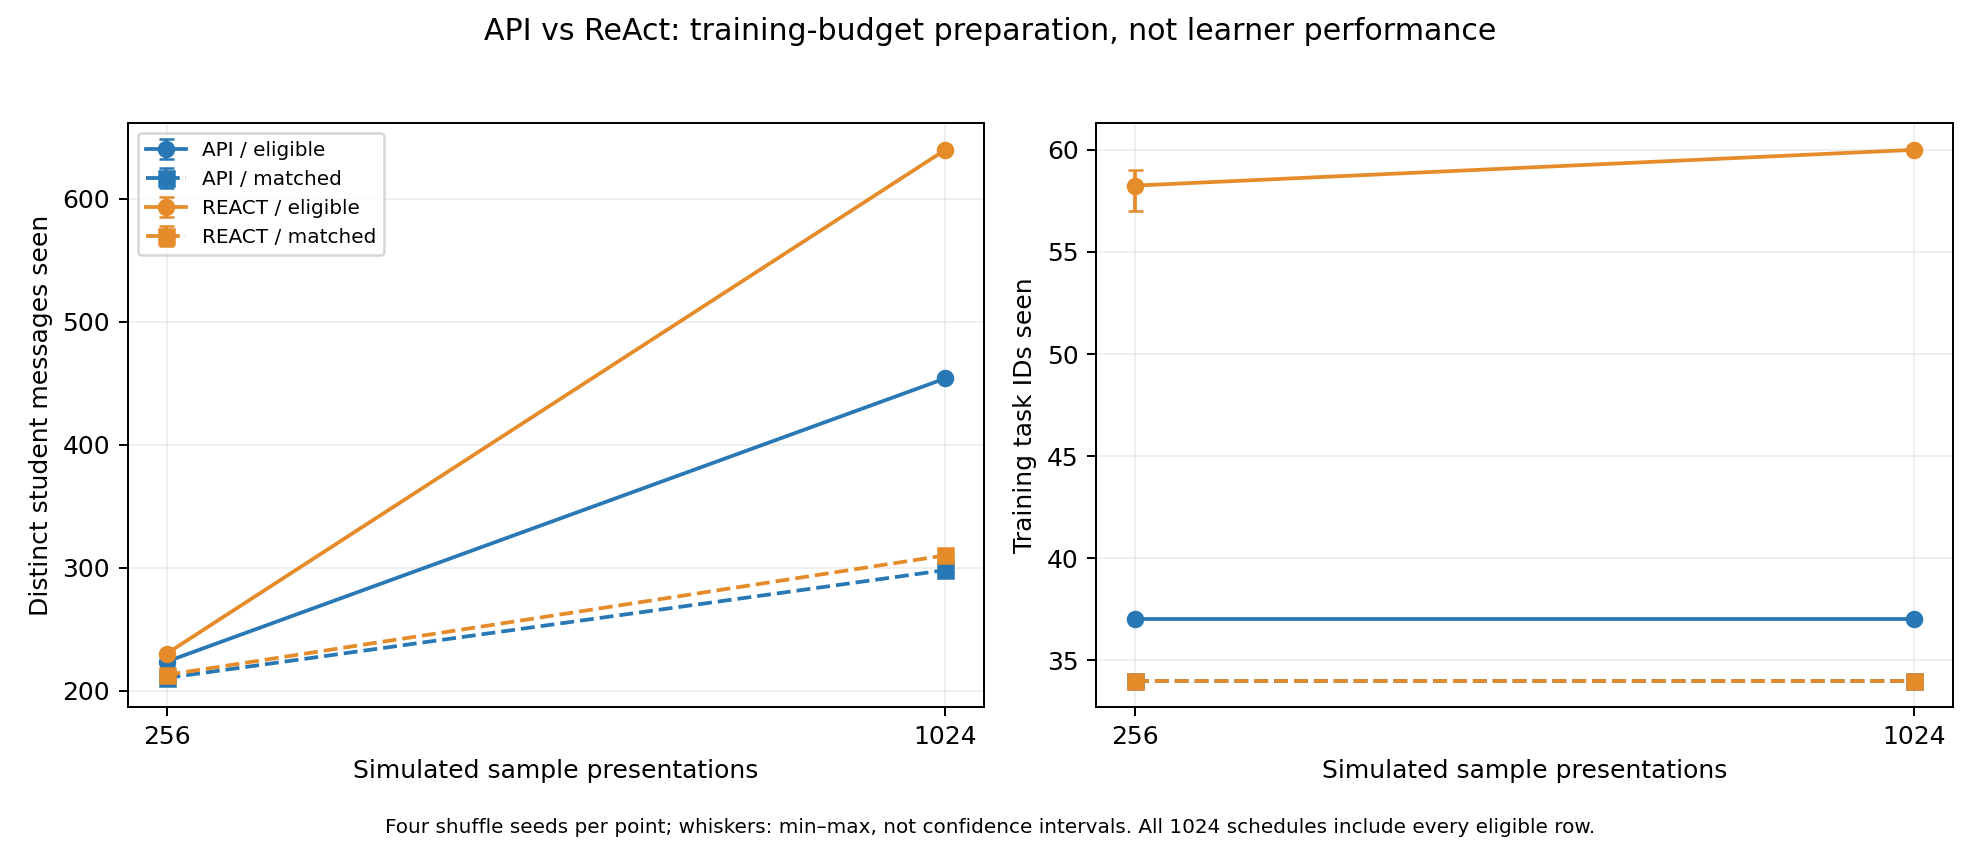 API vs ReAct: training-budget preparation, not learner performance
API / eligible
API / matched
REACT / eligible
REACT / matched
Distinct student messages seen
600
500
400
300
200
256
1024
Simulated sample presentations
Training task IDs seen
60
55
50
45
40
35
256
1024
Simulated sample presentations
Four shuffle seeds per point; whiskers: min–max, not confidence intervals. All 1024 schedules include every eligible row.